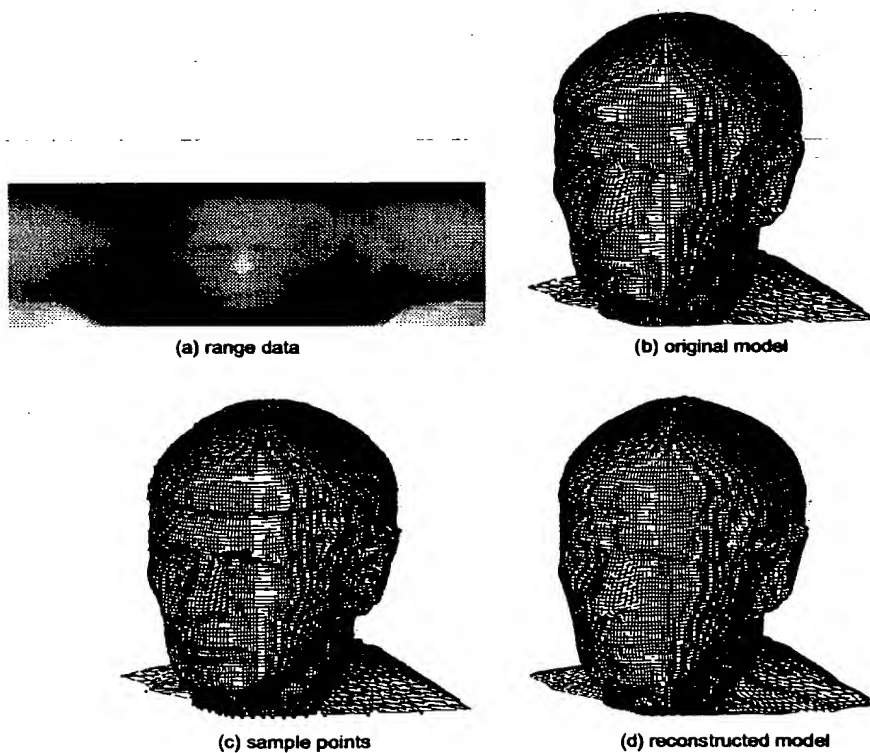 (a) range data
(b) original model
(c) sample points
(d) reconstructed model